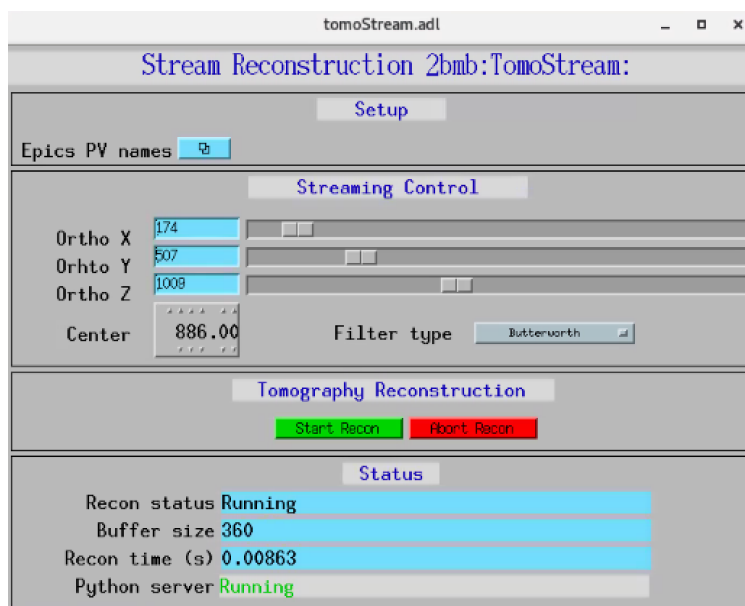 tomoStream.adl
Stream Reconstruction 2bmb:TomoStream:
Setup
Epics PV names
Streaming Control
Ortho X 174
Orhto Y 507
Ortho Z 1009
Center 886.00 Filter type Butterworth
Tomography Reconstruction
Start Recon Abort Recon
Status
Recon status Running
Buffer size 360
Recon time (s) 0.00863
Python server Running